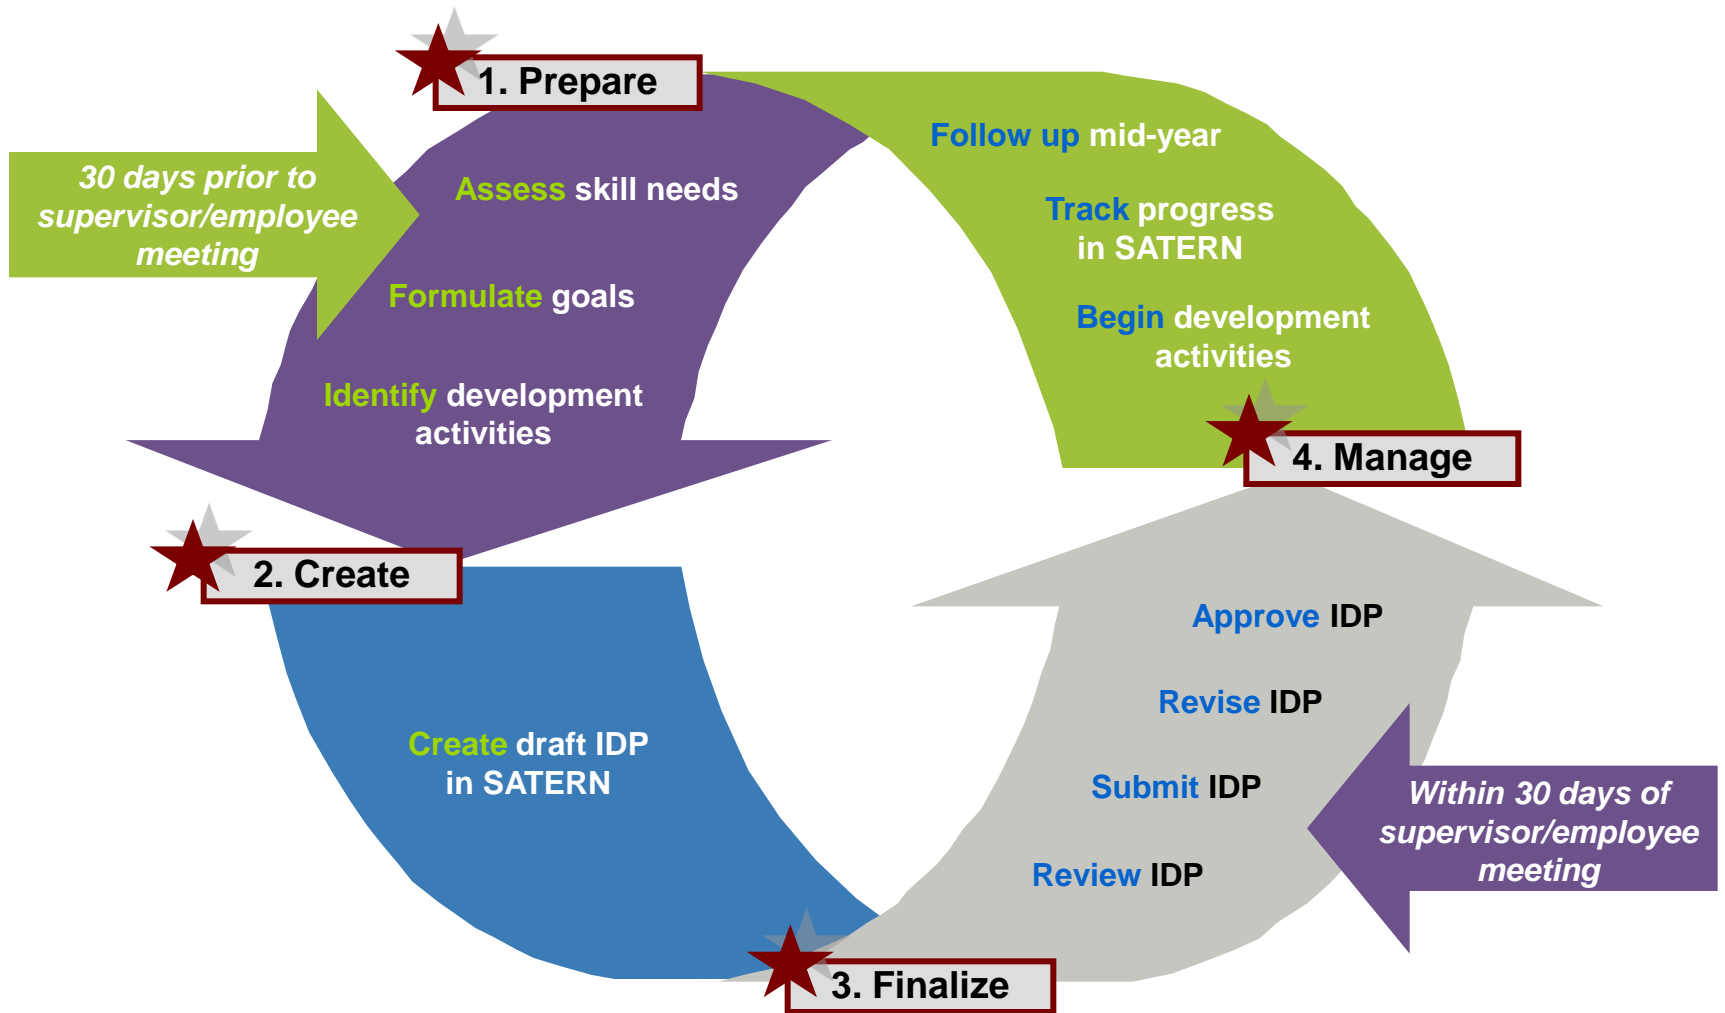 1. Prepare
30 days prior to
supervisor/employee
meeting
Assess skill needs
Formulate goals
Identify development
activities
2. Create
Create draft IDP
in SATERN
3. Finalize
Review IDP
Submit IDP
Revise IDP
Approve IDP
Within 30 days of
supervisor/employee
meeting
4. Manage
Begin development
activities
Track progress
in SATERN
Follow up mid-year